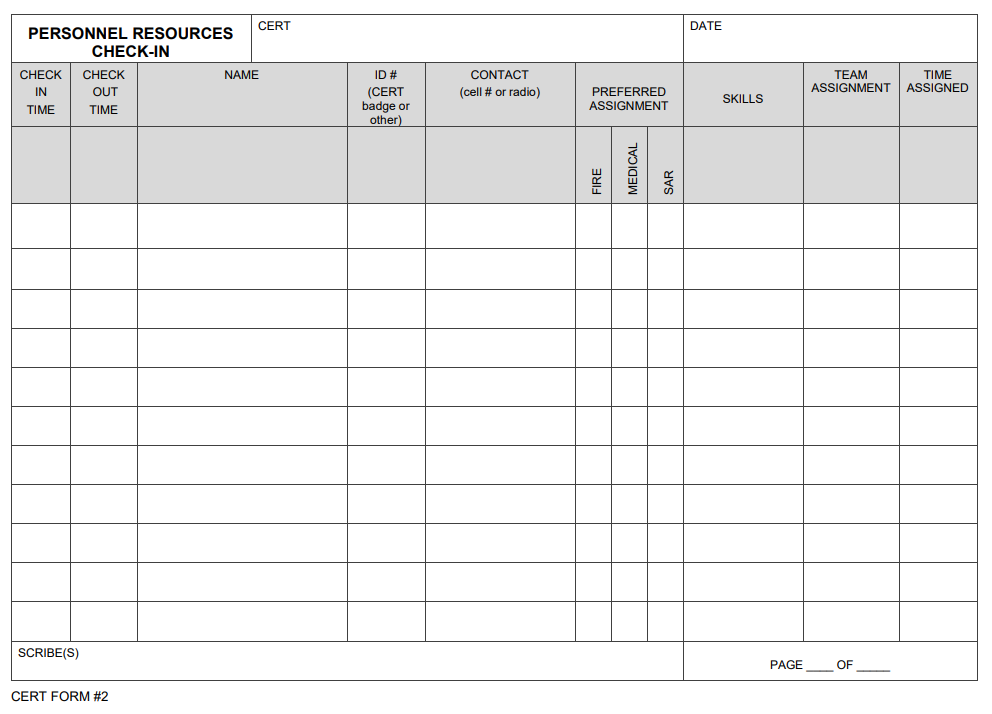 PERSONNEL RESOURCES
CHECK-IN
CERT
DATE
CHECK
IN
TIME
CHECK
OUT
TIME
NAME
ID #
(CERT
badge or
other)
CONTACT
(cell # or radio)
PREFERRED
ASSIGNMENT
SKILLS
TEAM
ASSIGNMENT
TIME
ASSIGNED
FIRE
MEDICAL
SAR
SCRIBE(S)
PAGE ____ OF _____
CERT FORM #2